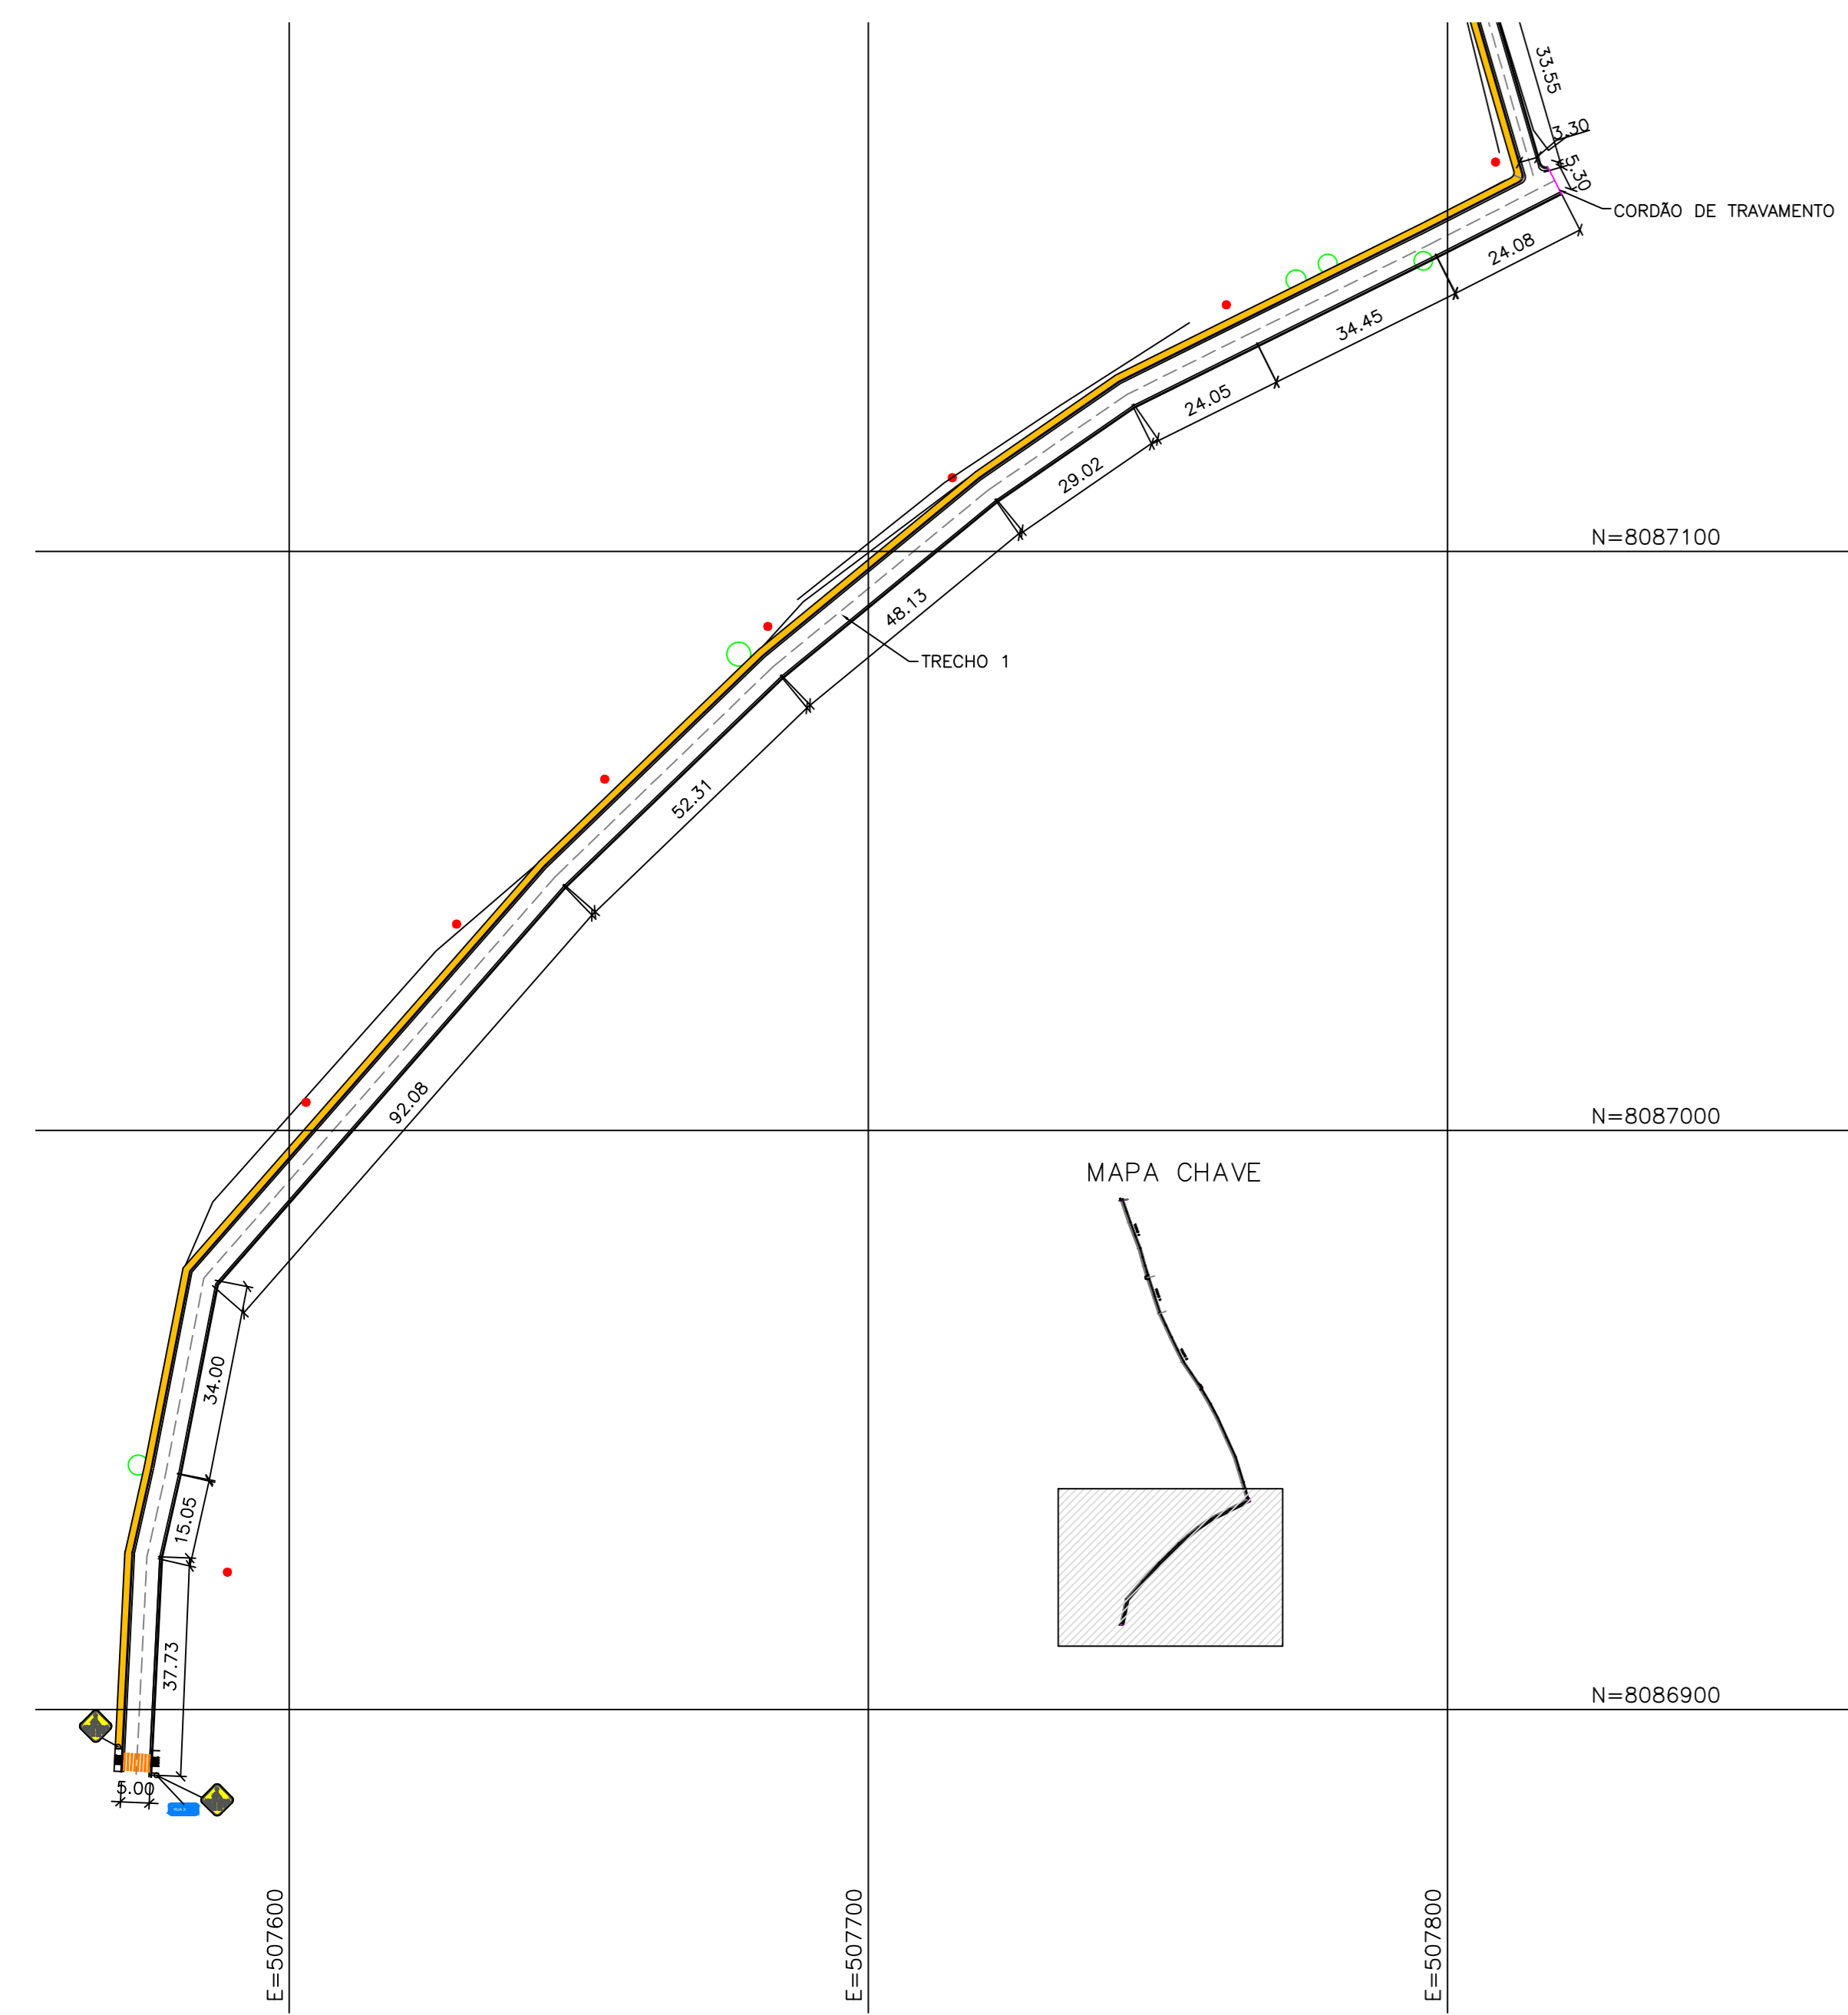 33.55
3.30
5.30
CORDÃO DE TRAVAMENTO
24.08
34.45
24.05
29.02
N=8087100
48.13
TRECHO 1
52.31
92.08
N=8087000
MAPA CHAVE
34.00
15.05
37.73
N=8086900
5.00
E=507600
E=507700
E=507800